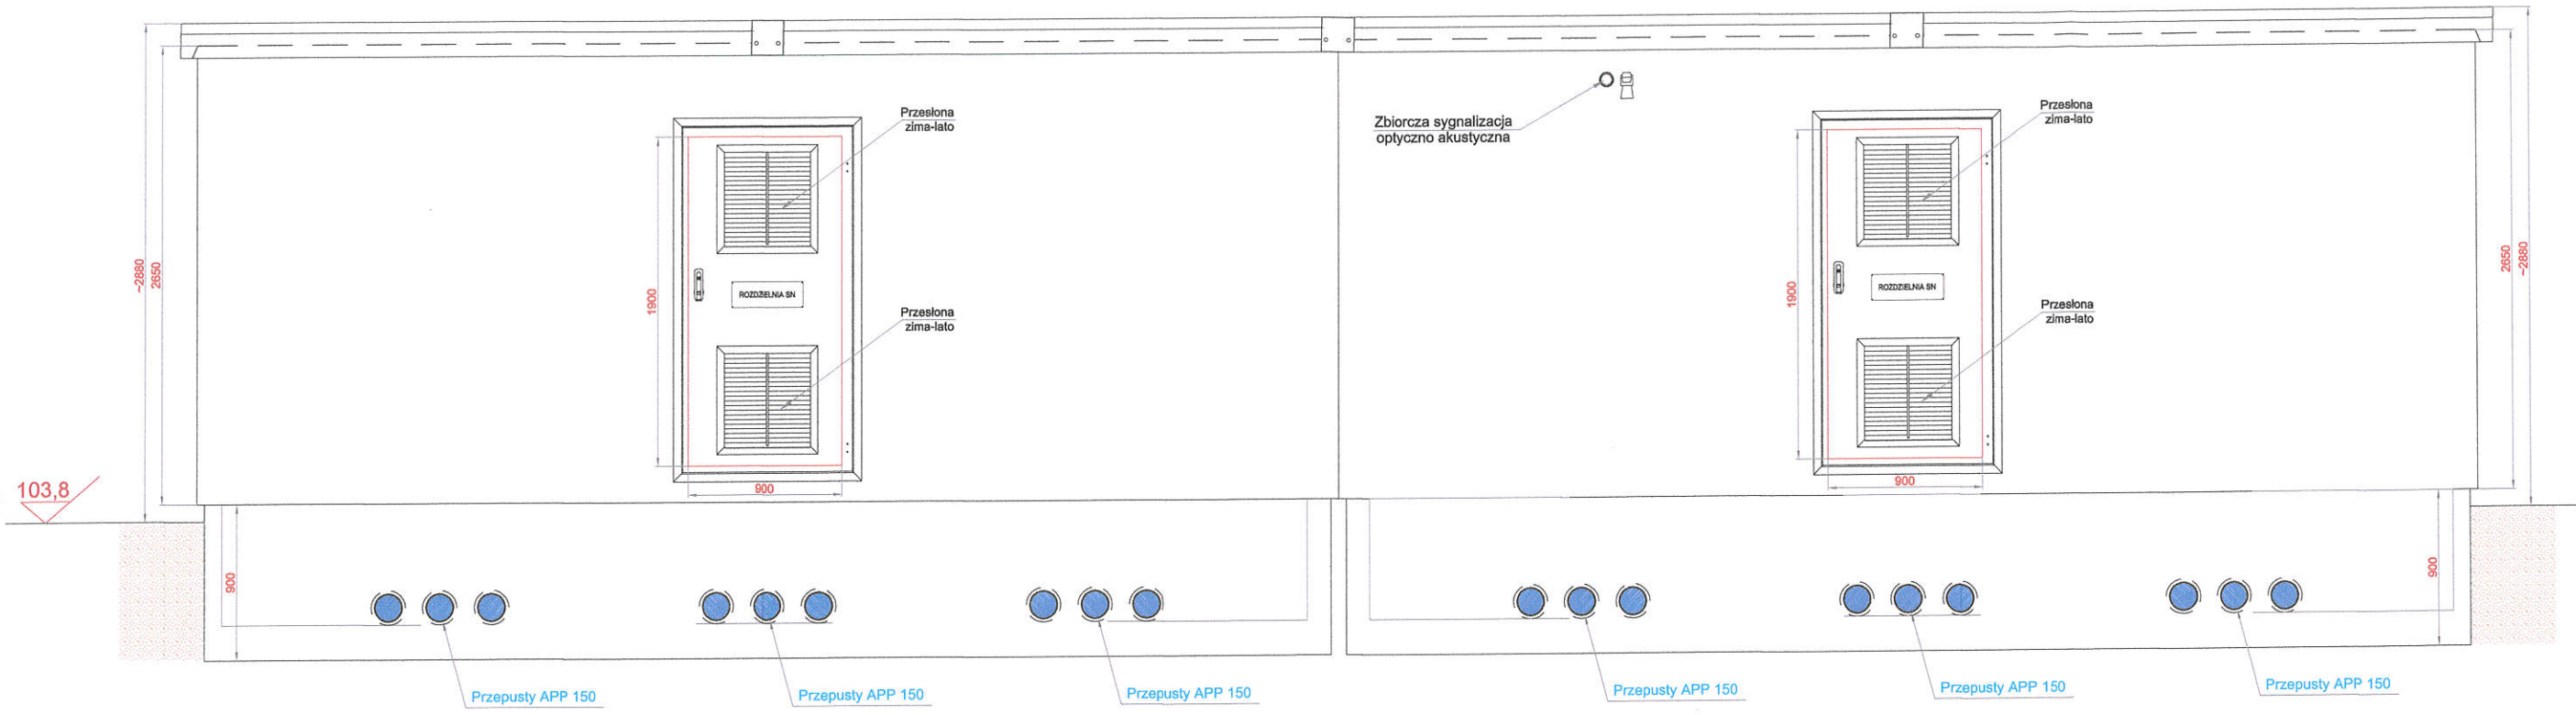 Przesłona
zima-lato
Zbiorcza sygnalizacja
optyczno akustyczna
Przesłona
zima-lato
~2880
2650
1900
ROZDZIELNIA SN
Przesłona
zima-lato
900
1900
ROZDZIELNIA SN
Przesłona
zima-lato
900
2650
~2880
103,8
900
900
Przepusty APP 150
Przepusty APP 150
Przepusty APP 150
Przepusty APP 150
Przepusty APP 150
Przepusty APP 150